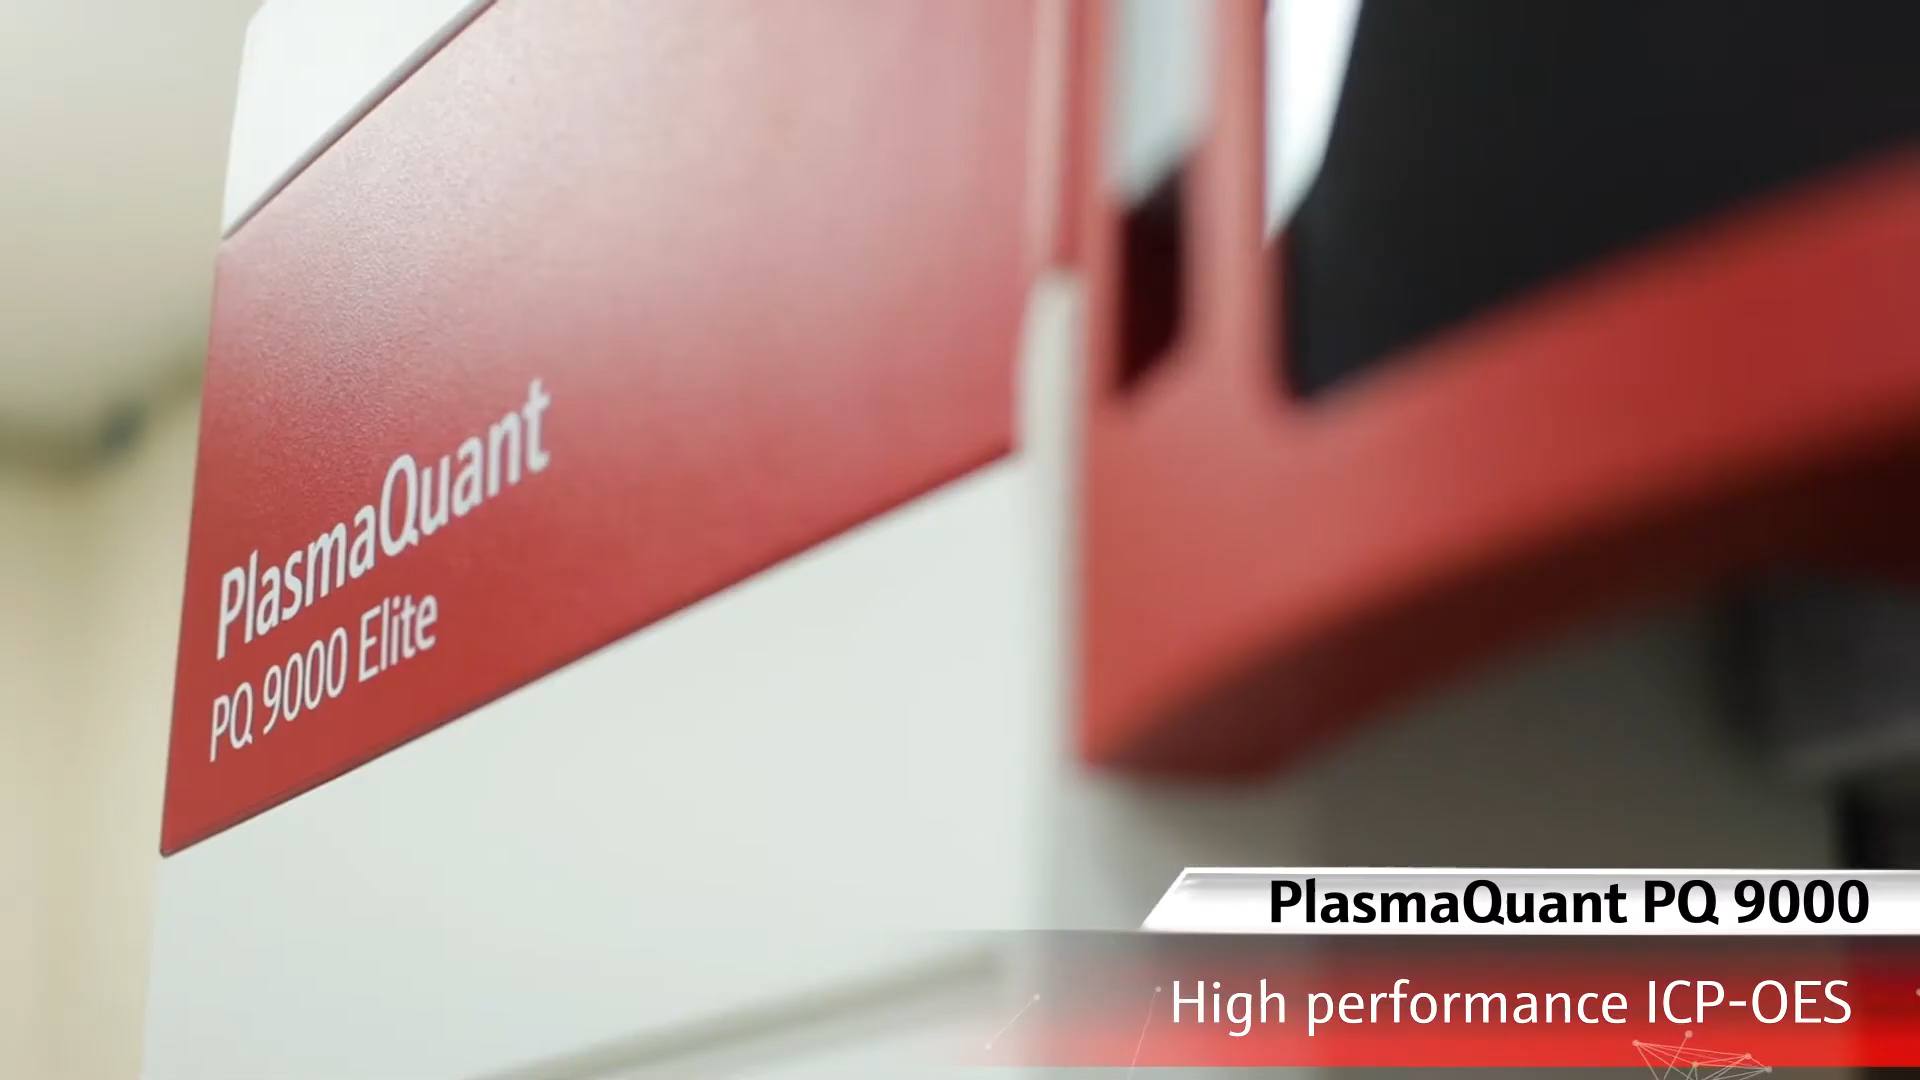 PlasmaQuant
PQ 9000 Elite
PlasmaQuant PQ 9000
High performance ICP-OES